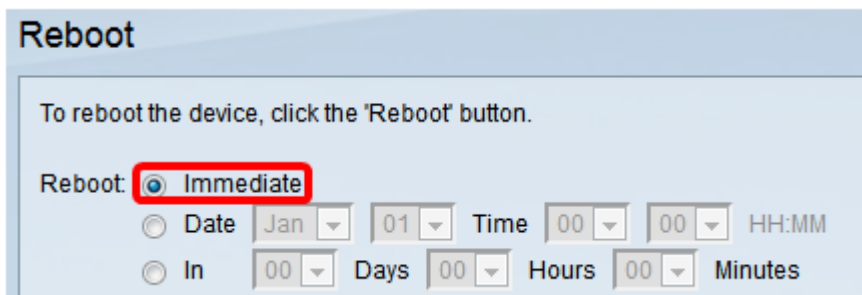 Reboot
To reboot the device, click the 'Reboot' button.
Reboot: Immediate
Date Jan 01 Time 00 00 HH:MM
In 00 Days 00 Hours 00 Minutes